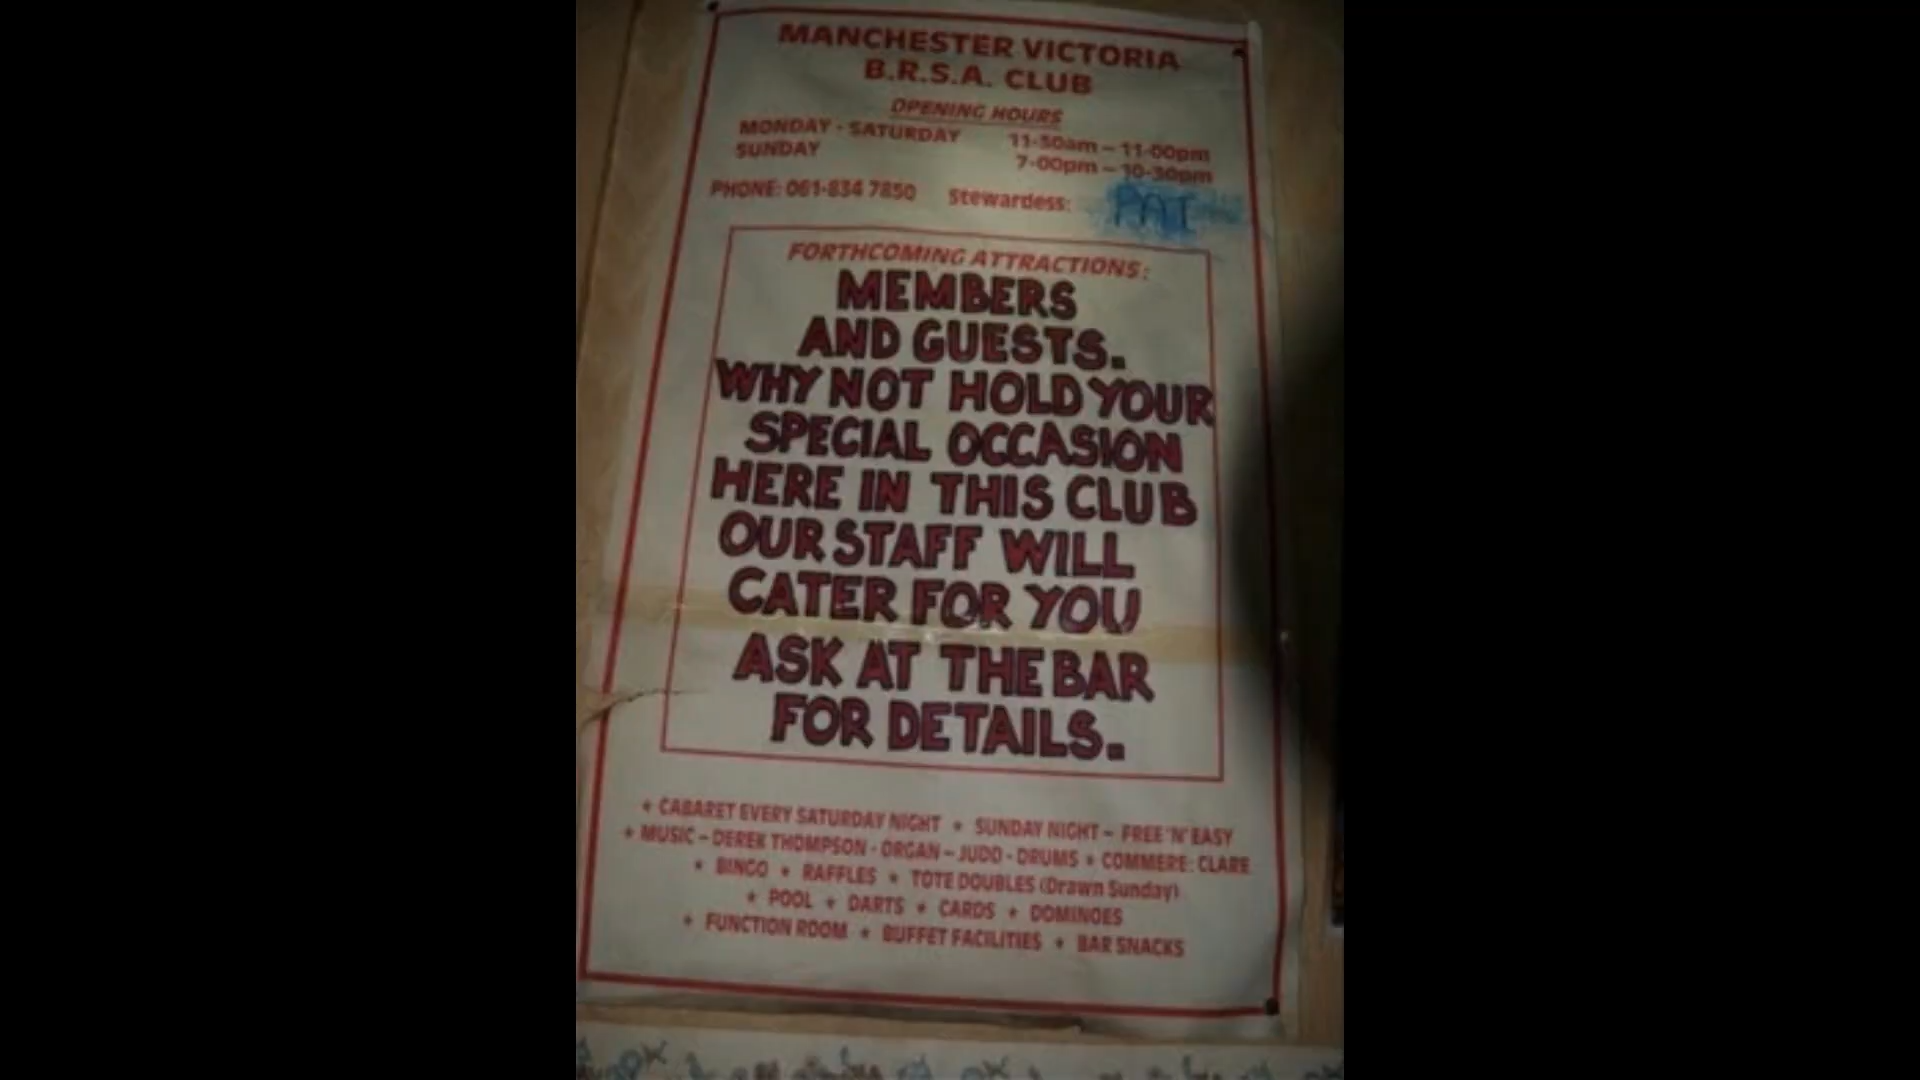 MANCHESTER VICTORIA
B.R.S.A. CLUB
OPENING HOURS
MONDAY - SATURDAY 11-30am – 11-00pm
SUNDAY 7-00pm – 10-30pm
PHONE: 061-834 7850 Stewardess: PAT
FORTHCOMING ATTRACTIONS:
MEMBERS
AND GUESTS.
WHY NOT HOLD YOUR
SPECIAL OCCASION
HERE IN THIS CLUB
OUR STAFF WILL
CATER FOR YOU
ASK AT THE BAR
FOR DETAILS.
★ CABARET EVERY SATURDAY NIGHT ★ SUNDAY NIGHT – FREE 'N' EASY
★ MUSIC – DEREK THOMPSON - ORGAN – JUDD - DRUMS ★ COMMERE: CLARE
★ BINGO ★ RAFFLES ★ TOTE DOUBLES (Drawn Sunday)
★ POOL ★ DARTS ★ CARDS ★ DOMINOES
★ FUNCTION ROOM ★ BUFFET FACILITIES ★ BAR SNACKS